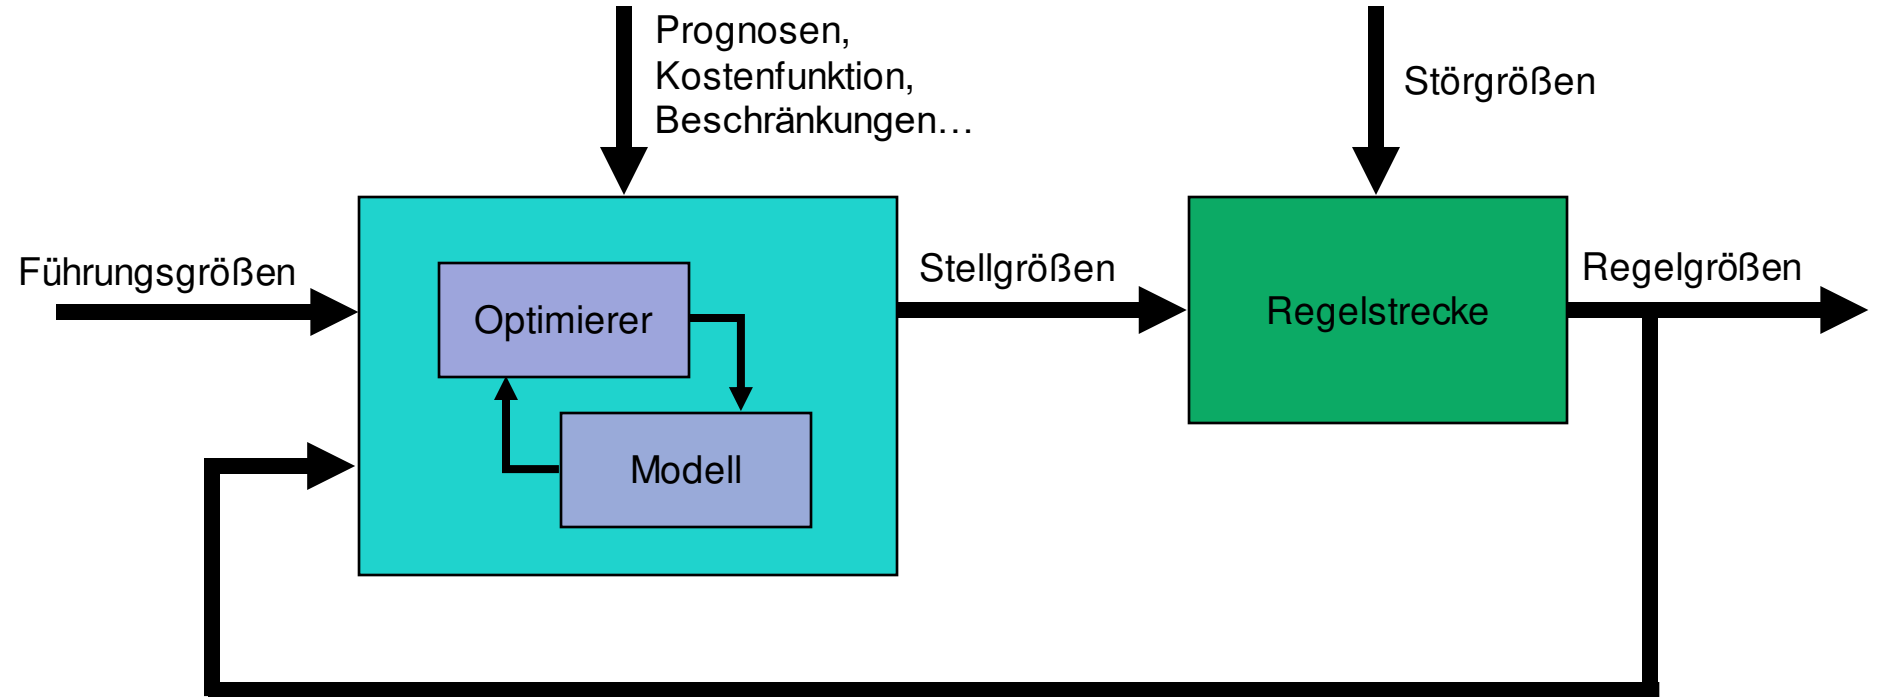 Prognosen,
Kostenfunktion,
Beschränkungen…
Störgrößen
Führungsgrößen
Stellgrößen
Regelgrößen
Optimierer
Regelstrecke
Modell